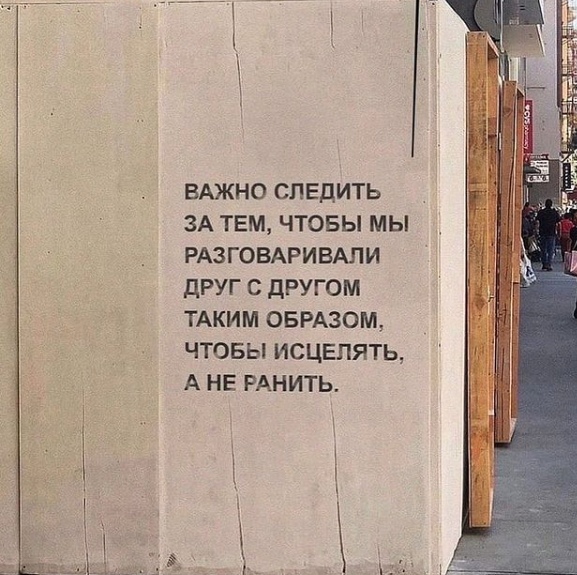 ВАЖНО СЛЕДИТЬ
ЗА ТЕМ, ЧТОБЫ МЫ
РАЗГОВАРИВАЛИ
ДРУГ С ДРУГОМ
ТАКИМ ОБРАЗОМ,
ЧТОБЫ ИСЦЕЛЯТЬ,
А НЕ РАНИТЬ.